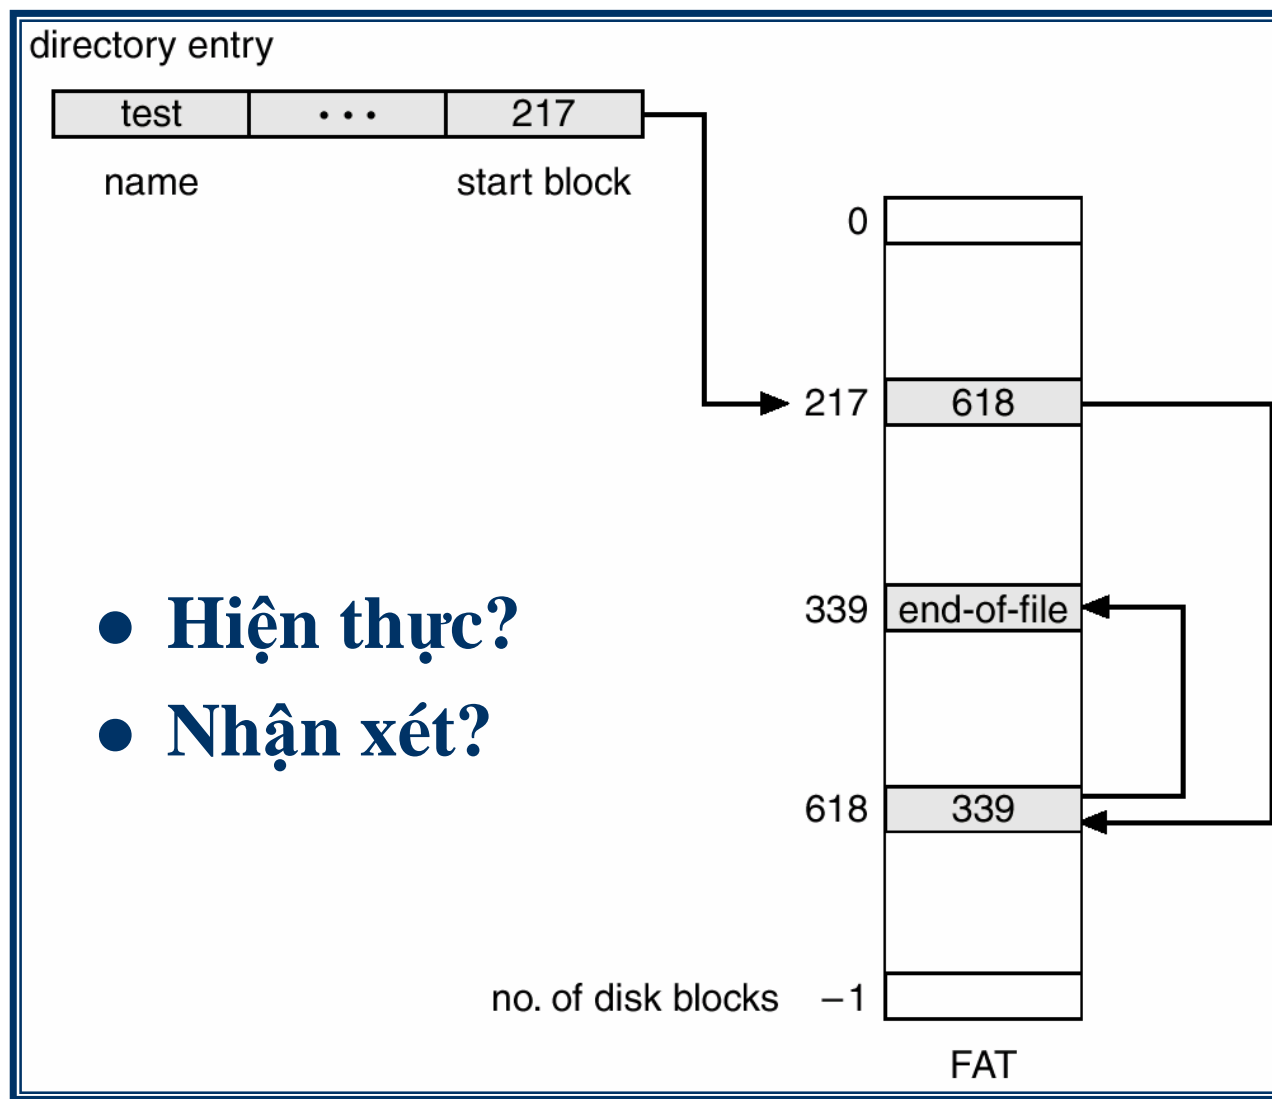 directory entry
test ... 217
name start block
0
217 618
• Hiện thực?
339 end-of-file
• Nhận xét?
618 339
no. of disk blocks –1
FAT